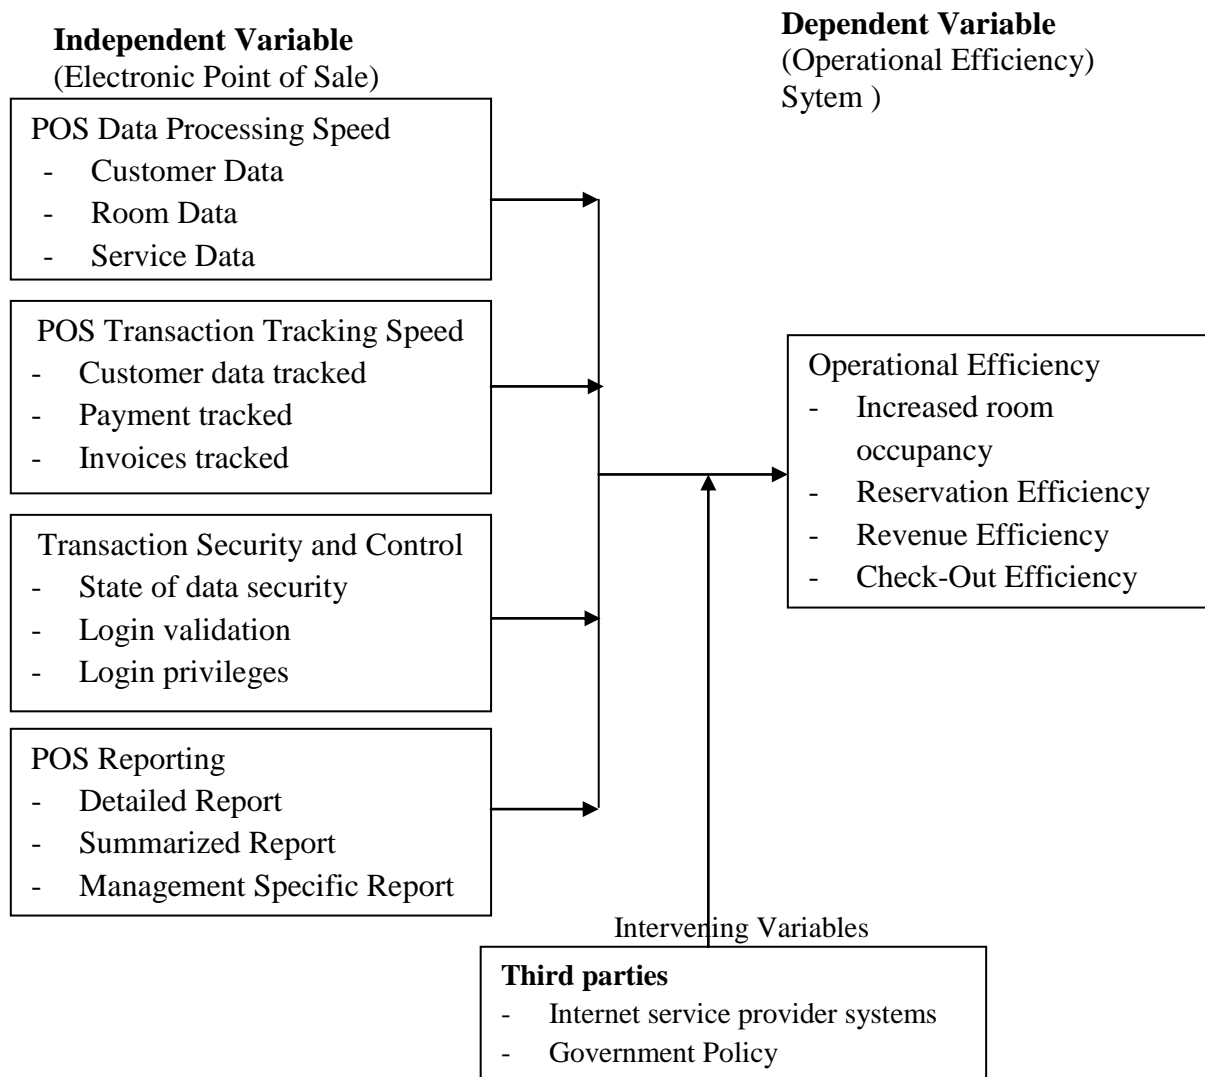 Independent Variable
(Electronic Point of Sale)
Dependent Variable
(Operational Efficiency)
Sytem )
POS Data Processing Speed
- Customer Data
- Room Data
- Service Data
POS Transaction Tracking Speed
- Customer data tracked
- Payment tracked
- Invoices tracked
Transaction Security and Control
- State of data security
- Login validation
- Login privileges
POS Reporting
- Detailed Report
- Summarized Report
- Management Specific Report
Operational Efficiency
- Increased room
occupancy
- Reservation Efficiency
- Revenue Efficiency
- Check-Out Efficiency
Intervening Variables
Third parties
- Internet service provider systems
- Government Policy